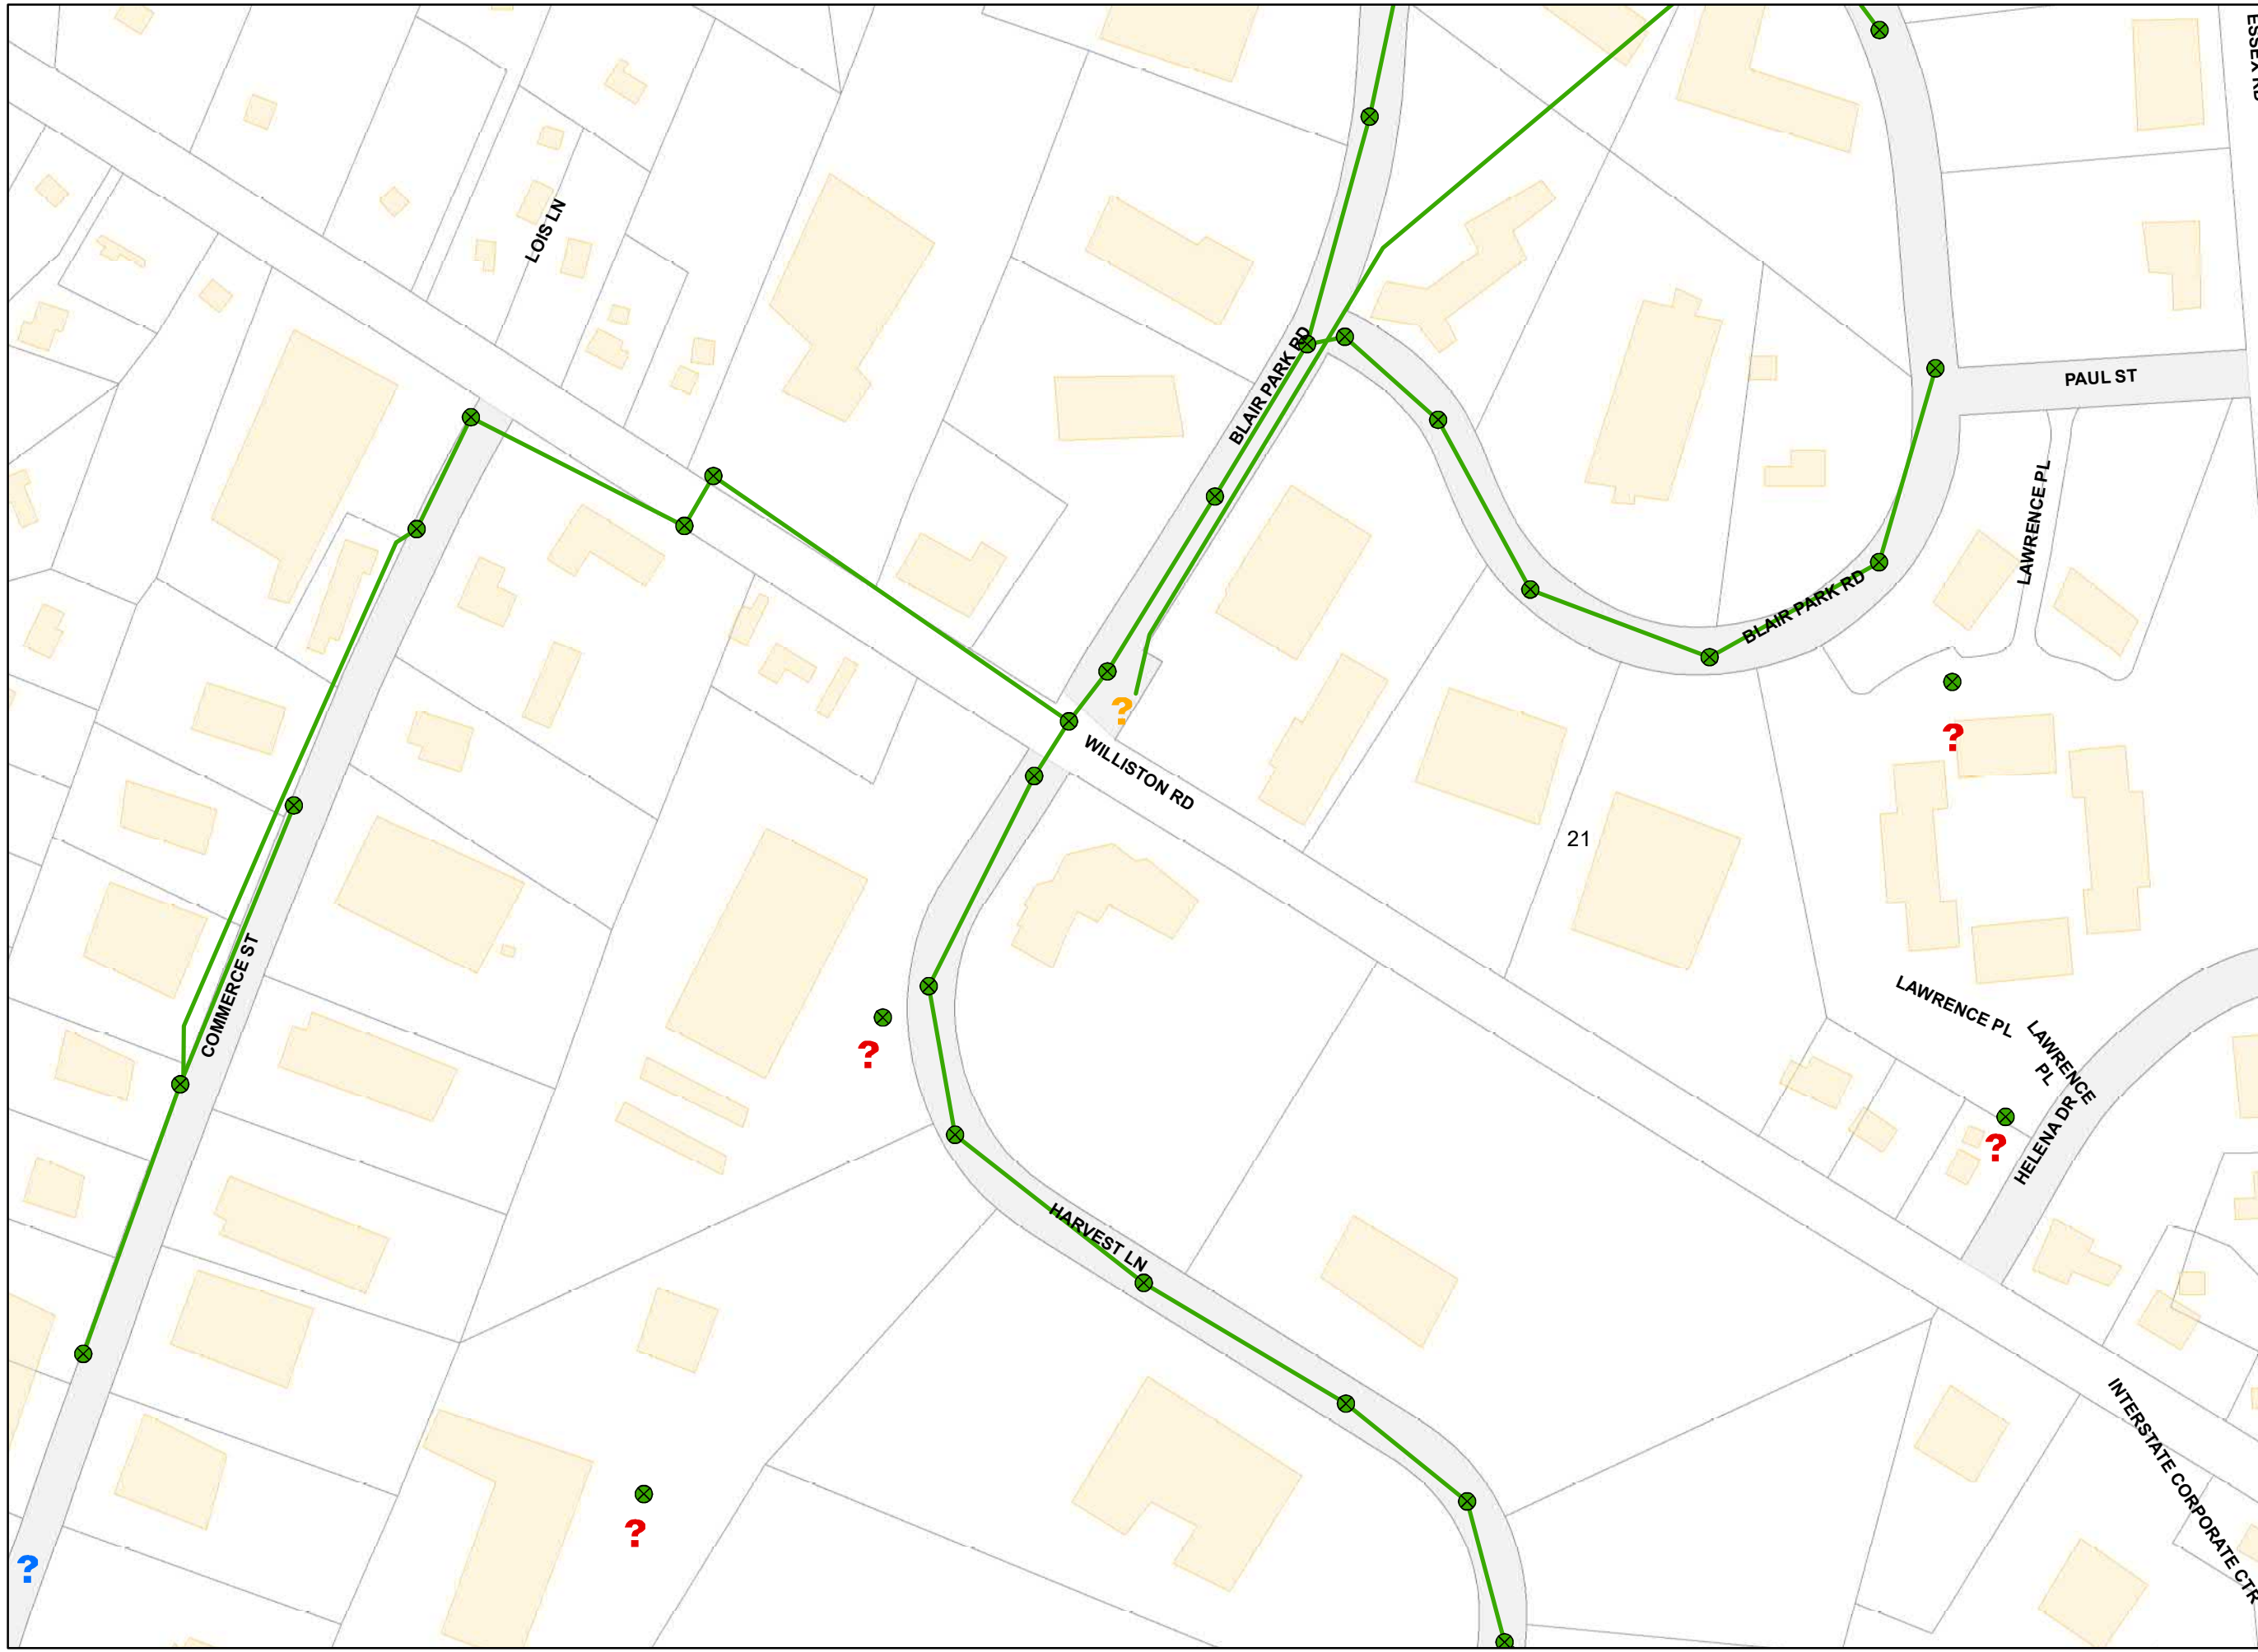 ESSEX RD
LOIS LN
BLAIR PARK RD
PAUL ST
LAWRENCE PL
BLAIR PARK RD
?
?
WILLISTON RD
21
COMMERCE ST
LAWRENCE PL
LAWRENCE
PL
?
?
HELENA DR
HARVEST LN
INTERSTATE CORPORATE CTR
?
?